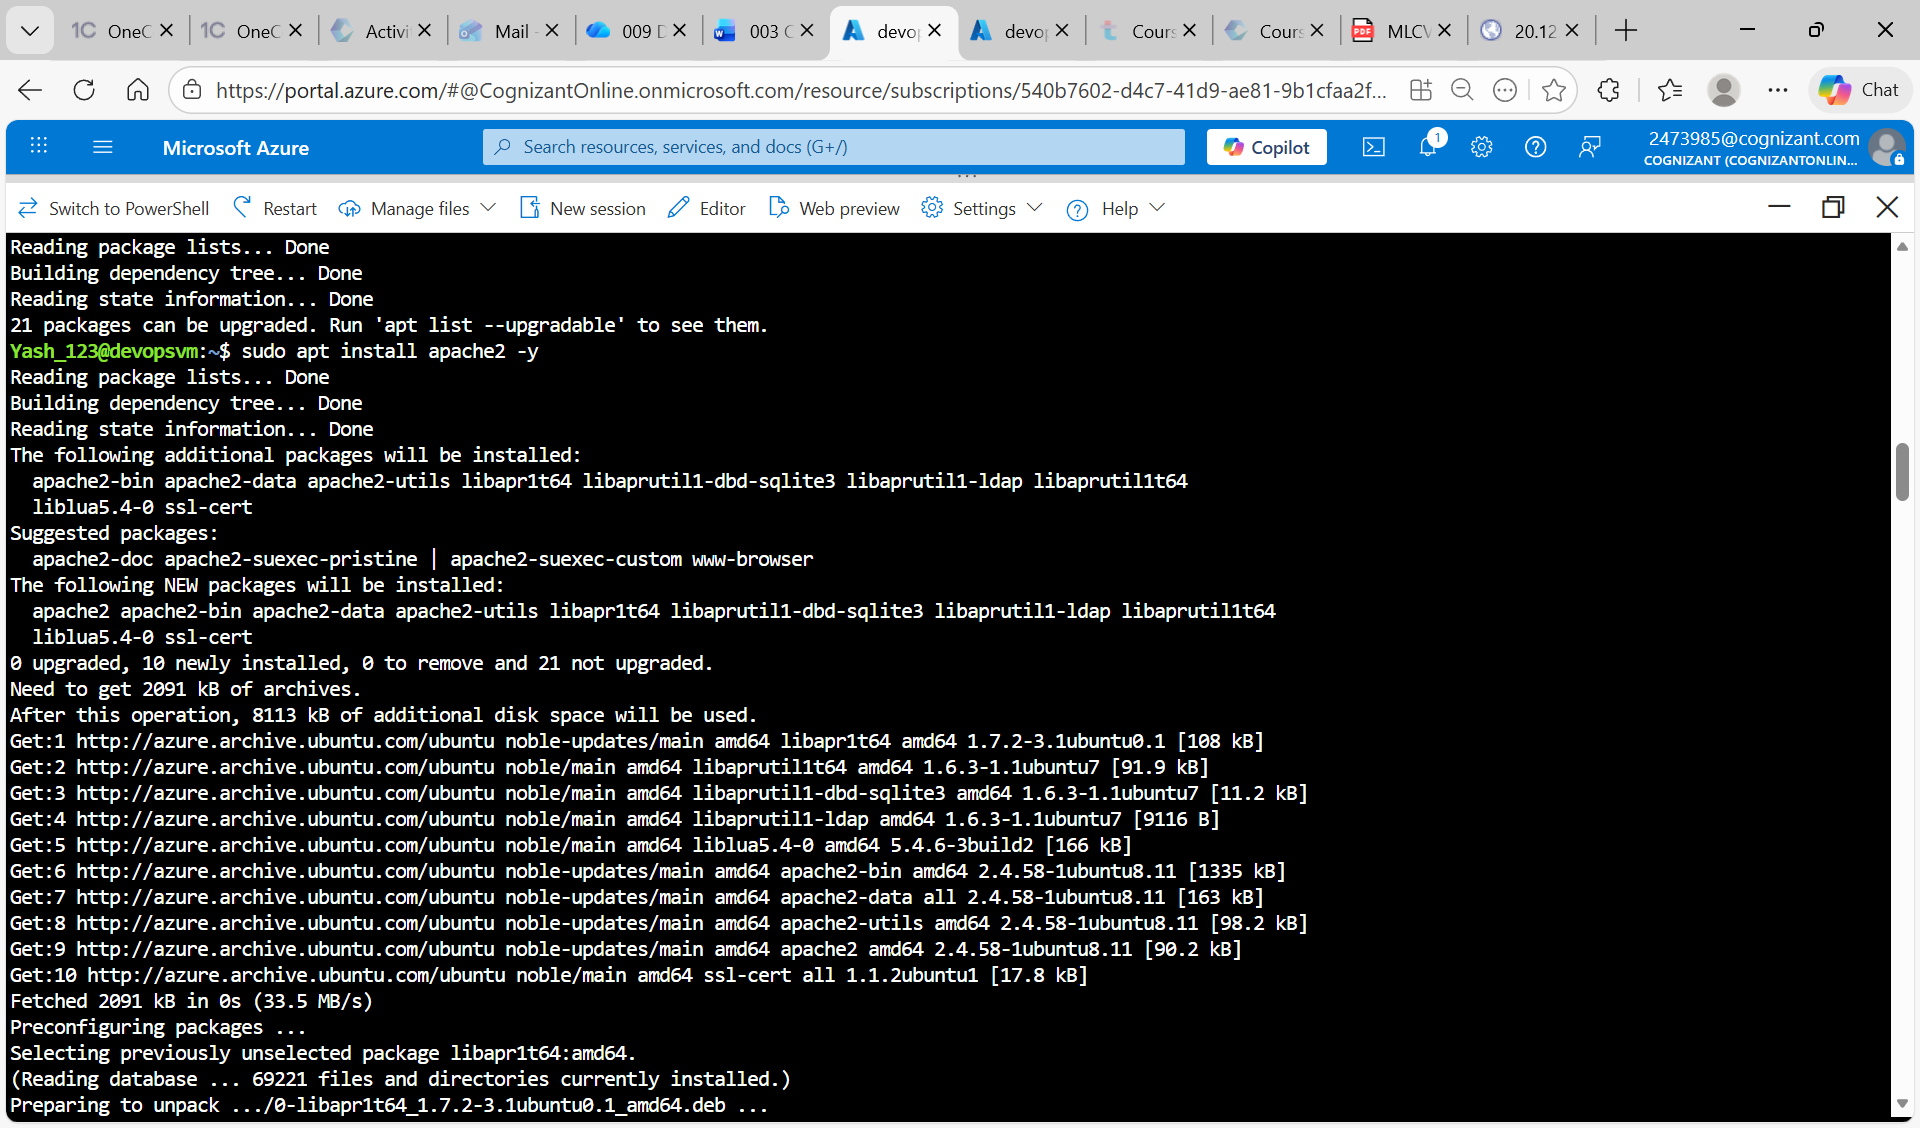 OneC
OneC
Activi
Mail -
009 D
003 C
devop
devop
Cours
Cours
MLCV
20.12
https://portal.azure.com/#@CognizantOnline.onmicrosoft.com/resource/subscriptions/540b7602-d4c7-41d9-ae81-9b1cfaa2f...
Chat
Microsoft Azure
Search resources, services, and docs (G+/)
Copilot
1
2473985@cognizant.com
COGNIZANT (COGNIZANTONLIN...
Switch to PowerShell
Restart
Manage files
New session
Editor
Web preview
Settings
Help
Reading package lists... Done
Building dependency tree... Done
Reading state information... Done
21 packages can be upgraded. Run 'apt list --upgradable' to see them.
Yash_123@devopsvm:~$ sudo apt install apache2 -y
Reading package lists... Done
Building dependency tree... Done
Reading state information... Done
The following additional packages will be installed:
  apache2-bin apache2-data apache2-utils libapr1t64 libaprutil1-dbd-sqlite3 libaprutil1-ldap libaprutil1t64
  liblua5.4-0 ssl-cert
Suggested packages:
  apache2-doc apache2-suexec-pristine | apache2-suexec-custom www-browser
The following NEW packages will be installed:
  apache2 apache2-bin apache2-data apache2-utils libapr1t64 libaprutil1-dbd-sqlite3 libaprutil1-ldap libaprutil1t64
  liblua5.4-0 ssl-cert
0 upgraded, 10 newly installed, 0 to remove and 21 not upgraded.
Need to get 2091 kB of archives.
After this operation, 8113 kB of additional disk space will be used.
Get:1 http://azure.archive.ubuntu.com/ubuntu noble-updates/main amd64 libapr1t64 amd64 1.7.2-3.1ubuntu0.1 [108 kB]
Get:2 http://azure.archive.ubuntu.com/ubuntu noble/main amd64 libaprutil1t64 amd64 1.6.3-1.1ubuntu7 [91.9 kB]
Get:3 http://azure.archive.ubuntu.com/ubuntu noble/main amd64 libaprutil1-dbd-sqlite3 amd64 1.6.3-1.1ubuntu7 [11.2 kB]
Get:4 http://azure.archive.ubuntu.com/ubuntu noble/main amd64 libaprutil1-ldap amd64 1.6.3-1.1ubuntu7 [9116 B]
Get:5 http://azure.archive.ubuntu.com/ubuntu noble/main amd64 liblua5.4-0 amd64 5.4.6-3build2 [166 kB]
Get:6 http://azure.archive.ubuntu.com/ubuntu noble-updates/main amd64 apache2-bin amd64 2.4.58-1ubuntu8.11 [1335 kB]
Get:7 http://azure.archive.ubuntu.com/ubuntu noble-updates/main amd64 apache2-data all 2.4.58-1ubuntu8.11 [163 kB]
Get:8 http://azure.archive.ubuntu.com/ubuntu noble-updates/main amd64 apache2-utils amd64 2.4.58-1ubuntu8.11 [98.2 kB]
Get:9 http://azure.archive.ubuntu.com/ubuntu noble-updates/main amd64 apache2 amd64 2.4.58-1ubuntu8.11 [90.2 kB]
Get:10 http://azure.archive.ubuntu.com/ubuntu noble/main amd64 ssl-cert all 1.1.2ubuntu1 [17.8 kB]
Fetched 2091 kB in 0s (33.5 MB/s)
Preconfiguring packages ...
Selecting previously unselected package libapr1t64:amd64.
(Reading database ... 69221 files and directories currently installed.)
Preparing to unpack .../0-libapr1t64_1.7.2-3.1ubuntu0.1_amd64.deb ...